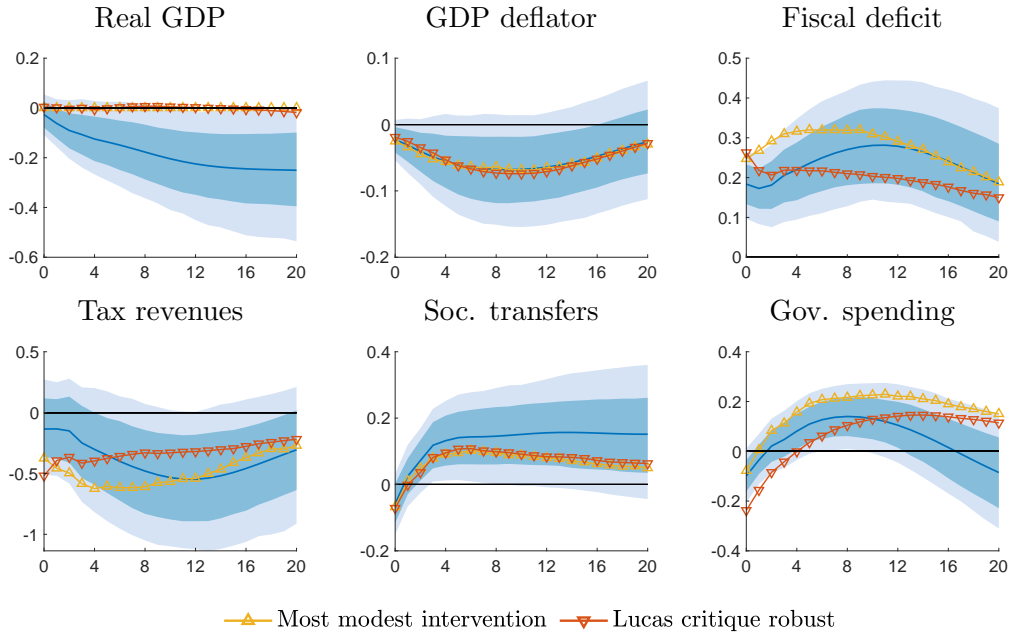 Real GDP GDP deflator Fiscal deficit
0.2 0.1 0.5
0 0 0.4
-0.2 -0.1 0.3
-0.4 -0.2 0.2
-0.6 0.1
0
0 4 8 12 16 20 0 4 8 12 16 20 0 4 8 12 16 20
Tax revenues Soc. transfers Gov. spending
0.5 0.4 0.4
0 0.2 0.2
-0.5 0 0
-1 -0.2 -0.2
-0.4
0 4 8 12 16 20 0 4 8 12 16 20 0 4 8 12 16 20
Most modest intervention Lucas critique robust